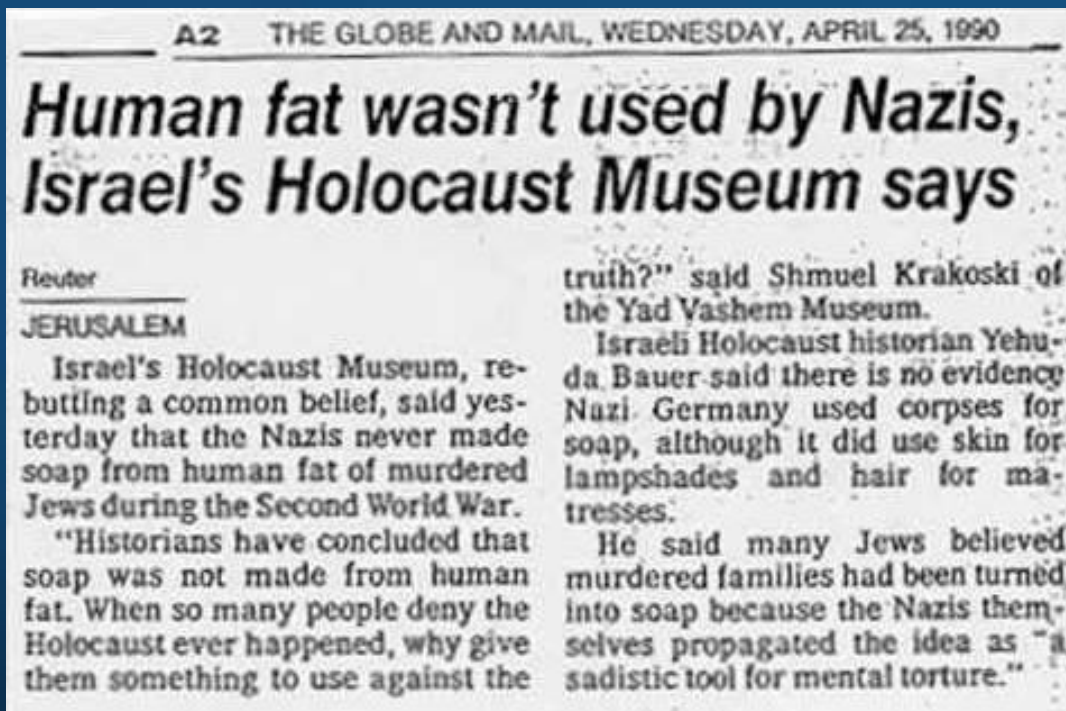 A2 THE GLOBE AND MAIL, WEDNESDAY, APRIL 25, 1990
Human fat wasn't used by Nazis,
Israel's Holocaust Museum says
Reuter
JERUSALEM
Israel's Holocaust Museum, re-
butting a common belief, said yes-
terday that the Nazis never made
soap from human fat of murdered
Jews during the Second World War.
"Historians have concluded that
soap was not made from human
fat. When so many people deny the
Holocaust ever happened, why give
them something to use against the
truth?" said Shmuel Krakoski of
the Yad Vashem Museum.
Israeli Holocaust historian Yehu-
da Bauer said there is no evidence
Nazi Germany used corpses for
soap, although it did use skin for
lampshades and hair for ma-
tresses.
He said many Jews believed
murdered families had been turned
into soap because the Nazis them-
selves propagated the idea as "a
sadistic tool for mental torture."